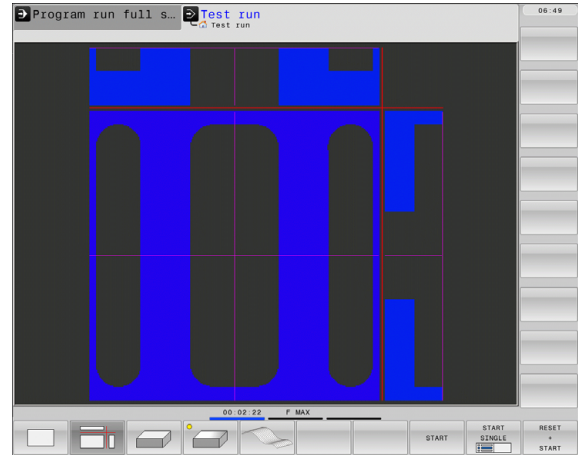 Program run full s…
Test run
Test run
06:49
00:02:22 F MAX
START
START
SINGLE
RESET
+
START